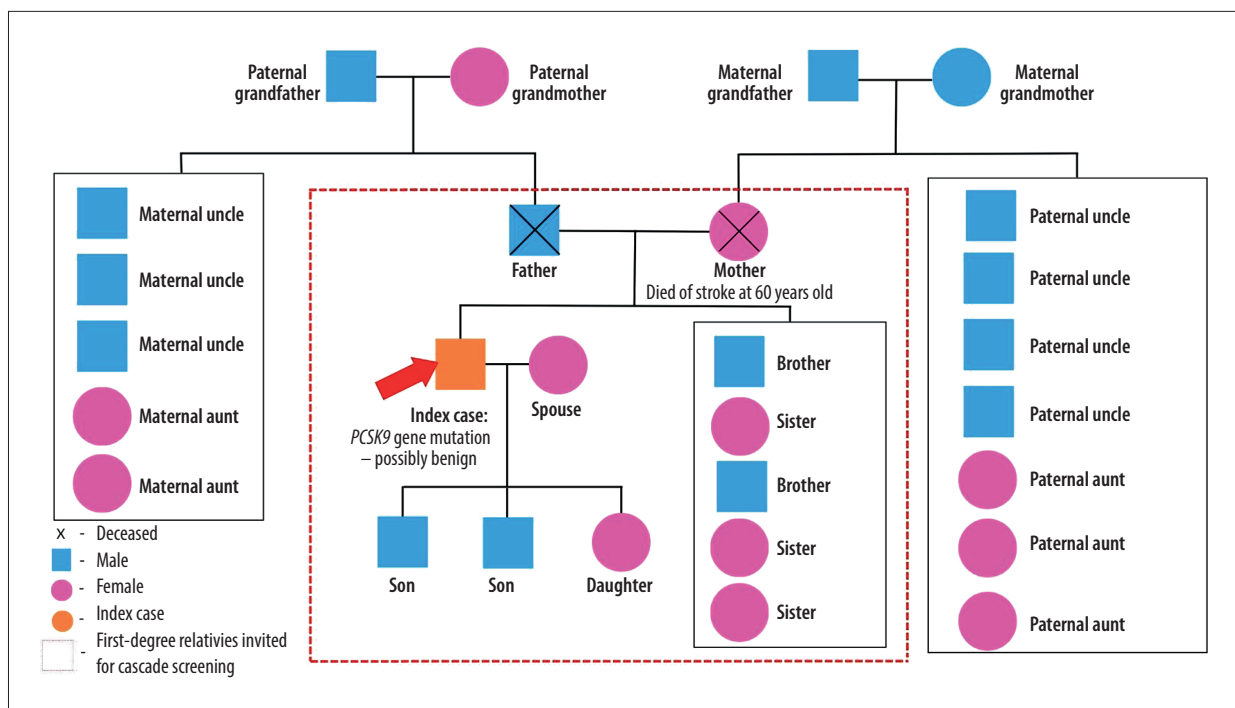 Paternal
grandfather
Paternal
grandmother
Maternal
grandfather
Maternal
grandmother
Maternal uncle
Maternal uncle
Maternal uncle
Maternal aunt
Maternal aunt
Father
Mother
Died of stroke at 60 years old
Index case:
PCSK9 gene mutation
– possibly benign
Spouse
Son
Son
Daughter
Brother
Sister
Brother
Sister
Sister
Paternal uncle
Paternal uncle
Paternal uncle
Paternal uncle
Paternal aunt
Paternal aunt
Paternal aunt
x - Deceased
- Male
- Female
- Index case
- First-degree relativies invited
for cascade screening